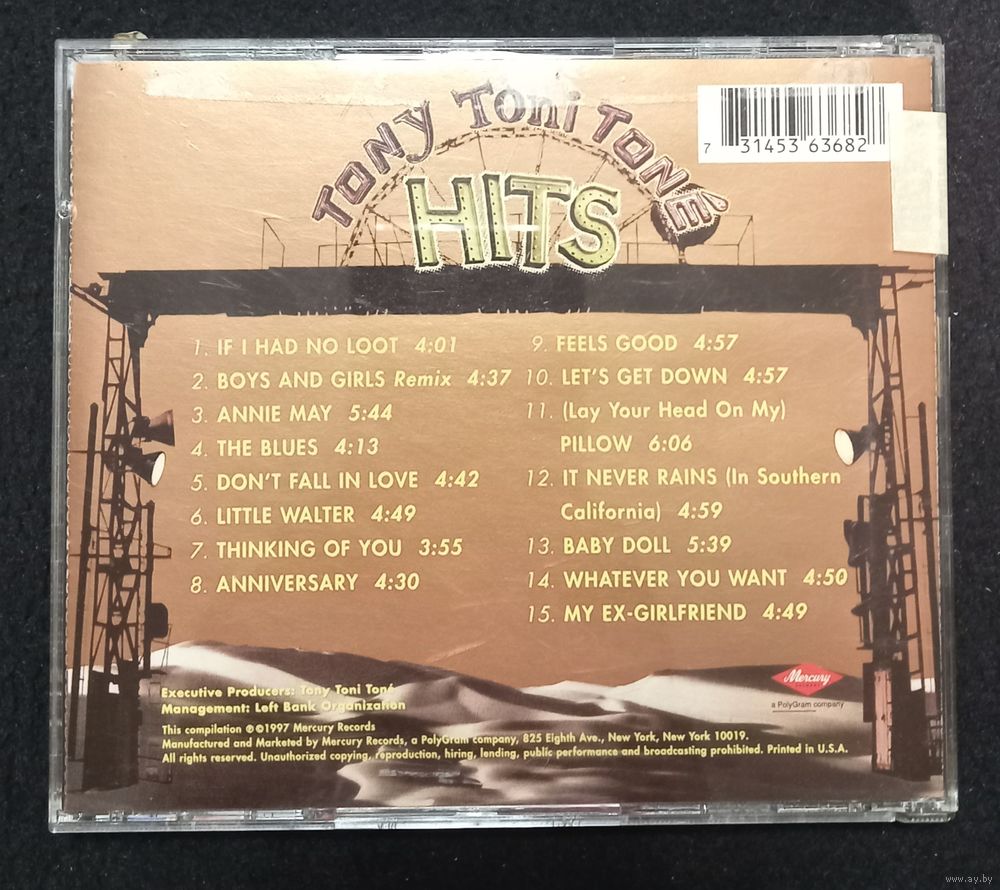 Tony Toni Toné
HITS
7 31453 63682
1. IF I HAD NO LOOT 4:01
2. BOYS AND GIRLS Remix 4:37
3. ANNIE MAY 5:44
4. THE BLUES 4:13
5. DON'T FALL IN LOVE 4:42
6. LITTLE WALTER 4:49
7. THINKING OF YOU 3:55
8. ANNIVERSARY 4:30
9. FEELS GOOD 4:57
10. LET'S GET DOWN 4:57
11. (Lay Your Head On My)
PILLOW 6:06
12. IT NEVER RAINS (In Southern
California) 4:59
13. BABY DOLL 5:39
14. WHATEVER YOU WANT 4:50
15. MY EX-GIRLFRIEND 4:49
Executive Producers: Tony Toni Toné
Management: Left Bank Organization
This compilation ℗©1997 Mercury Records
Manufactured and Marketed by Mercury Records, a PolyGram company, 825 Eighth Ave., New York, New York 10019.
All rights reserved. Unauthorized copying, reproduction, hiring, lending, public performance and broadcasting prohibited. Printed in U.S.A.
Mercury
a PolyGram company
www.ay.by